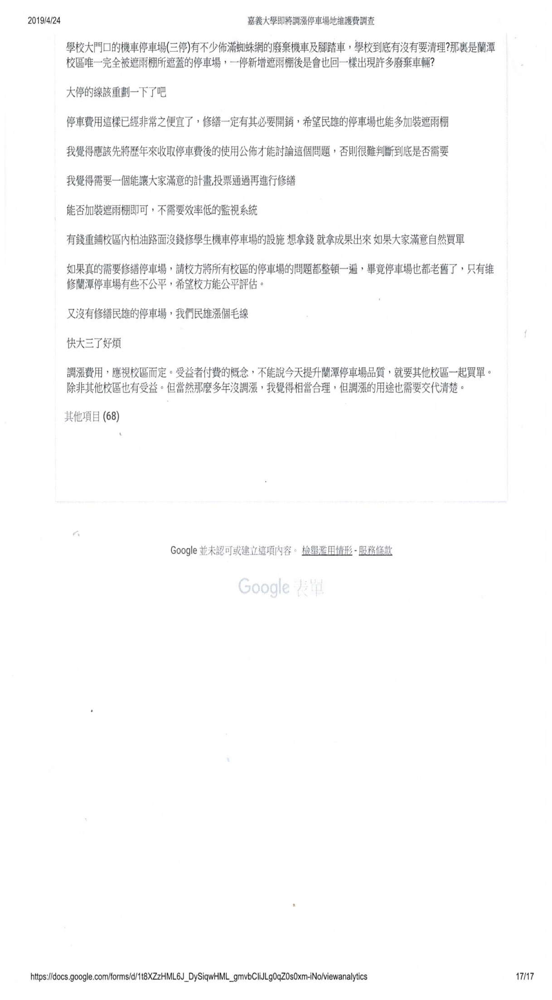 2019/4/24
嘉義大學即將調漲停車場地維護費調查
學校大門口的機車停車場(三停)有不少佈滿蜘蛛網的廢棄機車及腳踏車，學校到底有沒有要清理?那裏是蘭潭
校區唯一完全被遮雨棚所遮蓋的停車場，一停新增遮雨棚後是會也回一樣出現許多廢棄車輛?
大停的線該重劃一下了吧
停車費用這樣已經非常之便宜了，修繕一定有其必要開銷，希望民雄的停車場也能多加裝遮雨棚
我覺得應該先將歷年來收取停車費後的使用公佈才能討論這個問題，否則很難判斷到底是否需要
我覺得需要一個能讓大家滿意的計畫,投票通過再進行修繕
能否加裝遮雨棚即可，不需要效率低的監視系統
有錢重鋪校區內柏油路面沒錢修學生機車停車場的設施 想拿錢 就拿成果出來 如果大家滿意自然買單
如果真的需要修繕停車場，請校方將所有校區的停車場的問題都整頓一遍，畢竟停車場也都老舊了，只有維
修蘭潭停車場有些不公平，希望校方能公平評估。
又沒有修繕民雄的停車場，我們民雄漲個毛線
快大三了好煩
調漲費用，應視校區而定。受益者付費的概念，不能說今天提升蘭潭停車場品質，就要其他校區一起買單。
除非其他校區也有受益。但當然那麼多年沒調漲，我覺得相當合理，但調漲的用途也需要交代清楚。
其他項目 (68)
Google 並未認可或建立這項內容。 檢舉濫用情形 - 服務條款
Google 表單
https://docs.google.com/forms/d/1t8XZzHML6J_DySiqwHML_gmvbCIiJLg0qZ0s0xm-iNo/viewanalytics
17/17